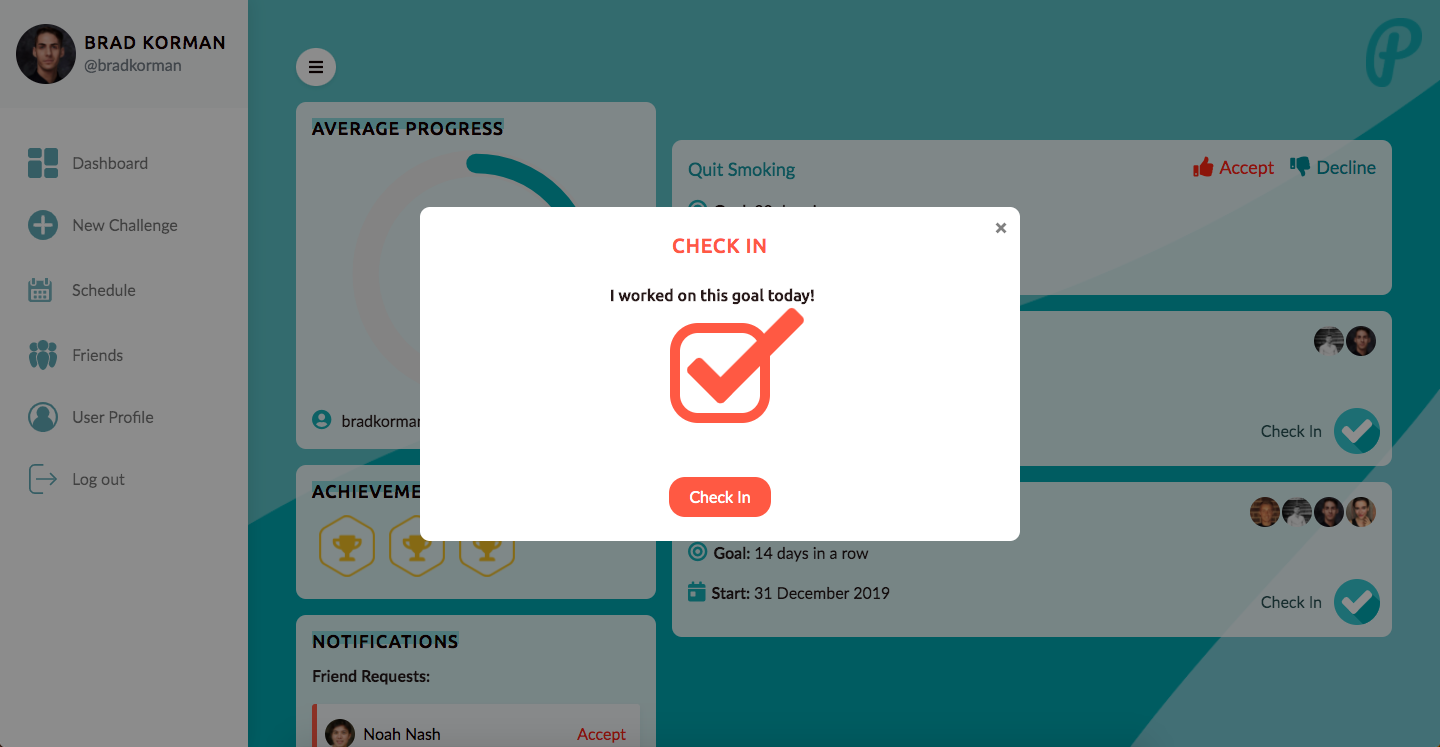 BRAD KORMAN
@bradkorman
Dashboard
New Challenge
Schedule
Friends
User Profile
Log out
AVERAGE PROGRESS
bradkorman
ACHIEVEME
NOTIFICATIONS
Friend Requests:
Noah Nash Accept
Quit Smoking Accept Decline
Check In
Goal: 14 days in a row
Start: 31 December 2019
Check In
CHECK IN
×
I worked on this goal today!
Check In